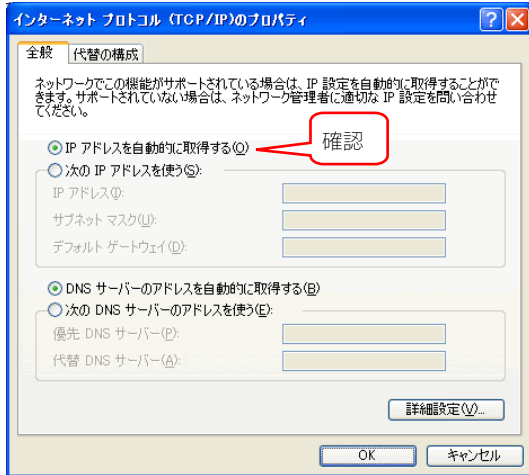 インターネット プロトコル (TCP/IP)のプロパティ
全般 代替の構成
ネットワークでこの機能がサポートされている場合は、IP 設定を自動的に取得することがで
きます。サポートされていない場合は、ネットワーク管理者に適切な IP 設定を問い合わせ
てください。
IP アドレスを自動的に取得する(O)
確認
次の IP アドレスを使う(S):
IP アドレス(I):
サブネット マスク(U):
デフォルト ゲートウェイ(D):
DNS サーバーのアドレスを自動的に取得する(B)
次の DNS サーバーのアドレスを使う(E):
優先 DNS サーバー(P):
代替 DNS サーバー(A):
詳細設定(V)...
OK キャンセル